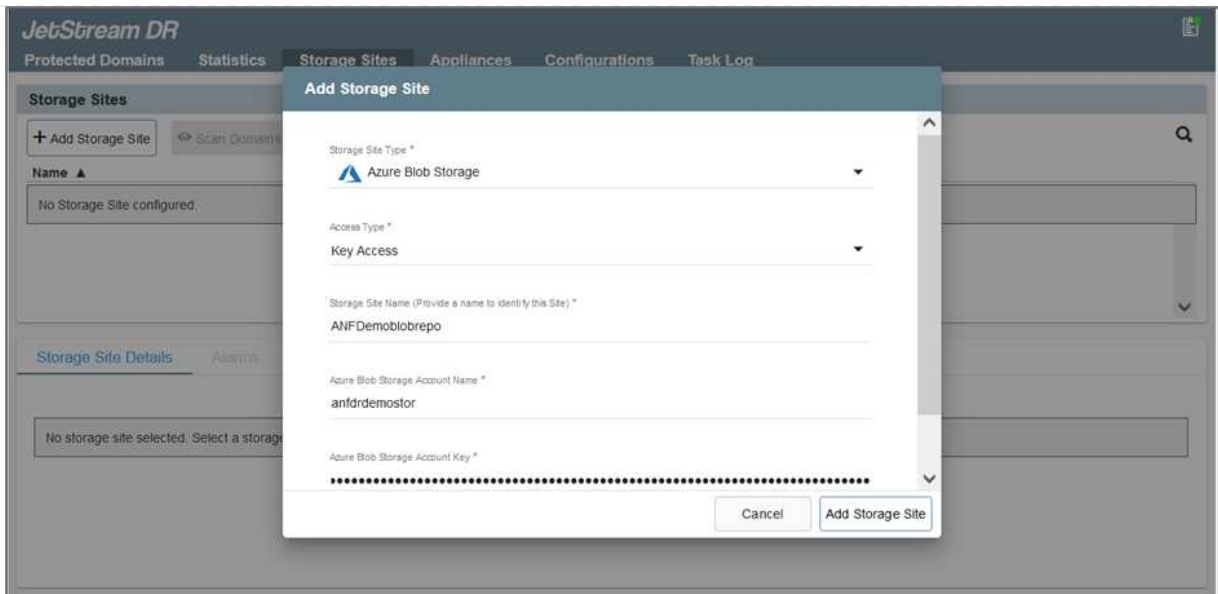 JetStream DR
Protected Domains Statistics Storage Sites Appliances Configurations Task Log
Storage Sites
Add Storage Site
+ Add Storage Site Scan Domains
Name ▲
No Storage Site configured.
Storage Site Type *
Azure Blob Storage
Access Type *
Key Access
Storage Site Name (Provide a name to identify this Site) *
ANFDemoblobrepo
Storage Site Details Alarms
Azure Blob Storage Account Name *
anfdrdemostor
No storage site selected. Select a storage
Azure Blob Storage Account Key *
Cancel Add Storage Site